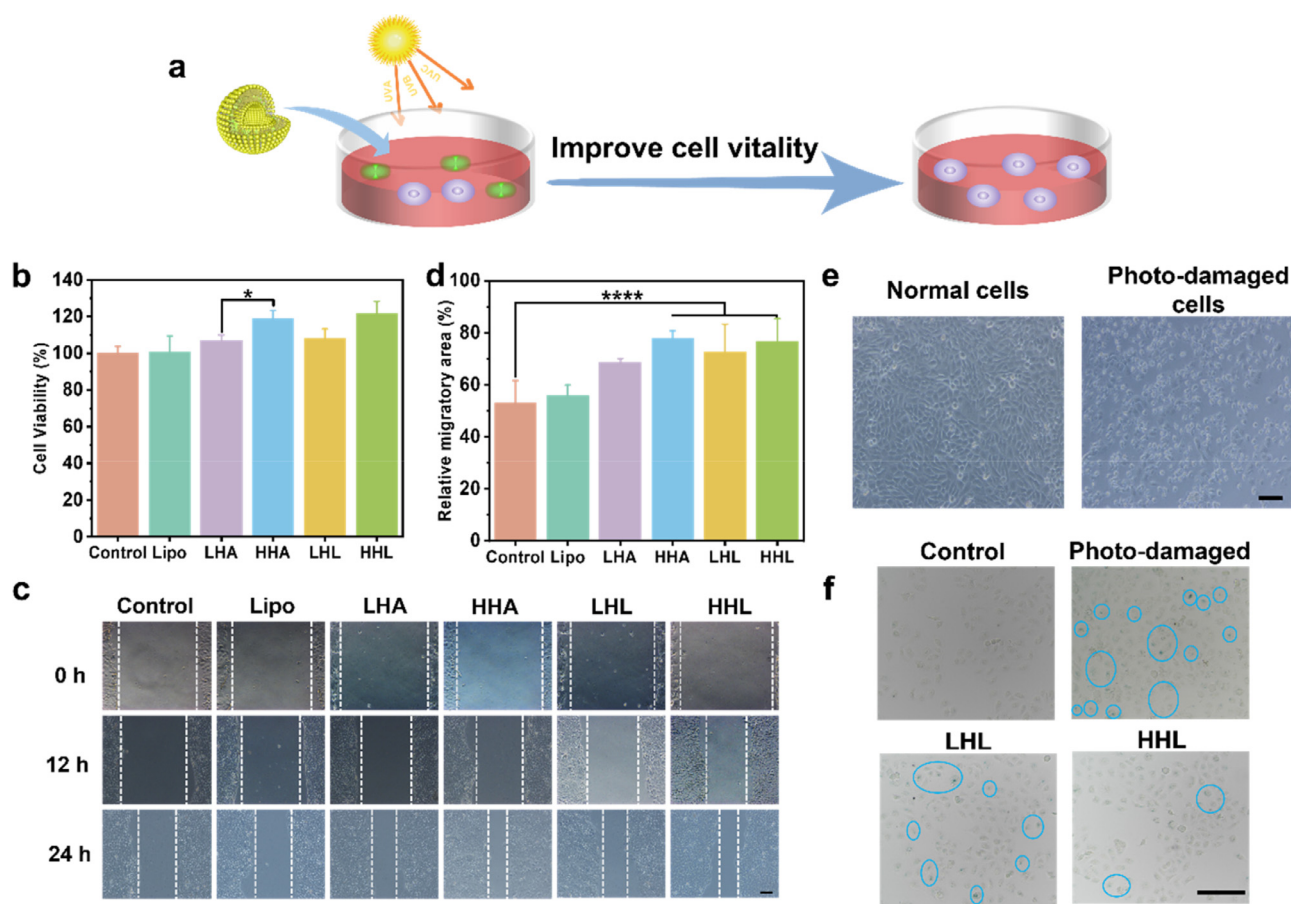 a
UVA
UVB
UVC
Improve cell vitality
b
Cell Viability (%)
140
120
100
80
60
40
20
0
*
Control Lipo LHA HHA LHL HHL
d
Relative migratory area (%)
100
80
60
40
20
0
****
Control Lipo LHA HHA LHL HHL
c
Control Lipo LHA HHA LHL HHL
0 h
12 h
24 h
e
Normal cells
Photo-damaged
cells
f
Control
Photo-damaged
LHL
HHL